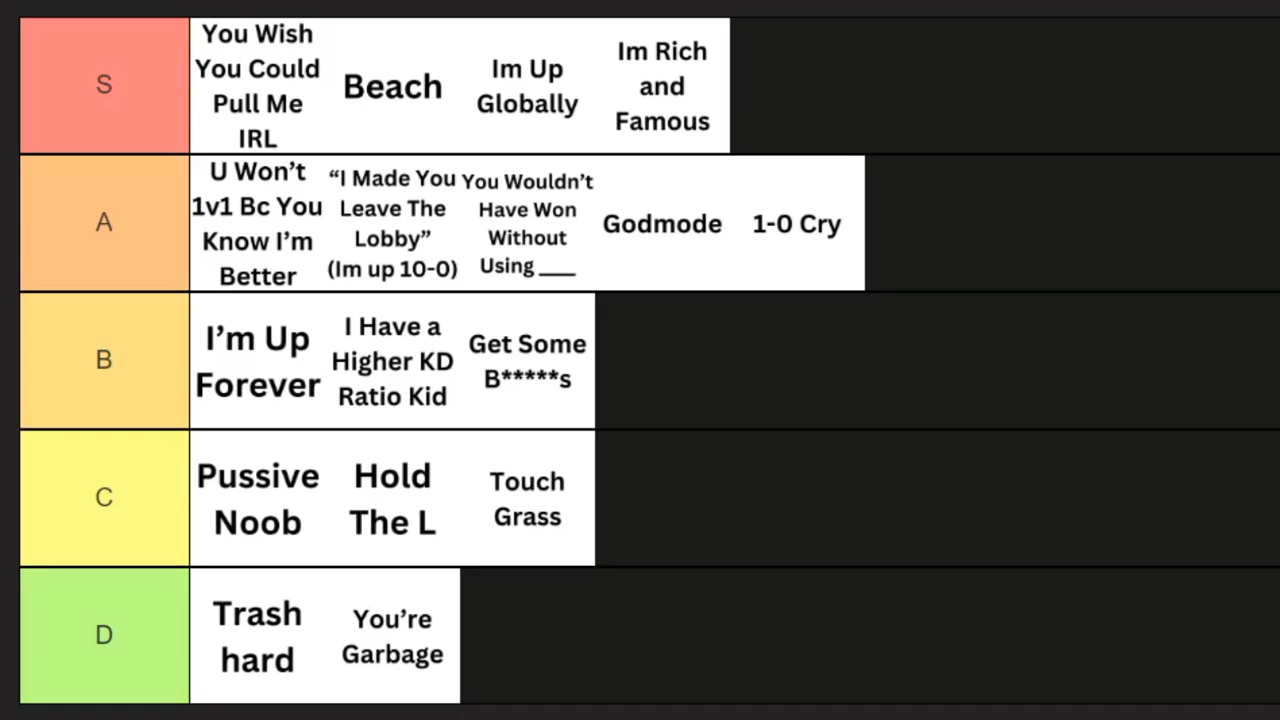 S
You Wish
You Could
Pull Me
IRL
Beach
Im Up
Globally
Im Rich
and
Famous
A
U Won’t
1v1 Bc You
Know I’m
Better
“I Made You
Leave The
Lobby”
(Im up 10-0)
You Wouldn’t
Have Won
Without
Using ___
Godmode
1-0 Cry
B
I’m Up
Forever
I Have a
Higher KD
Ratio Kid
Get Some
B*****s
C
Pussive
Noob
Hold
The L
Touch
Grass
D
Trash
hard
You’re
Garbage